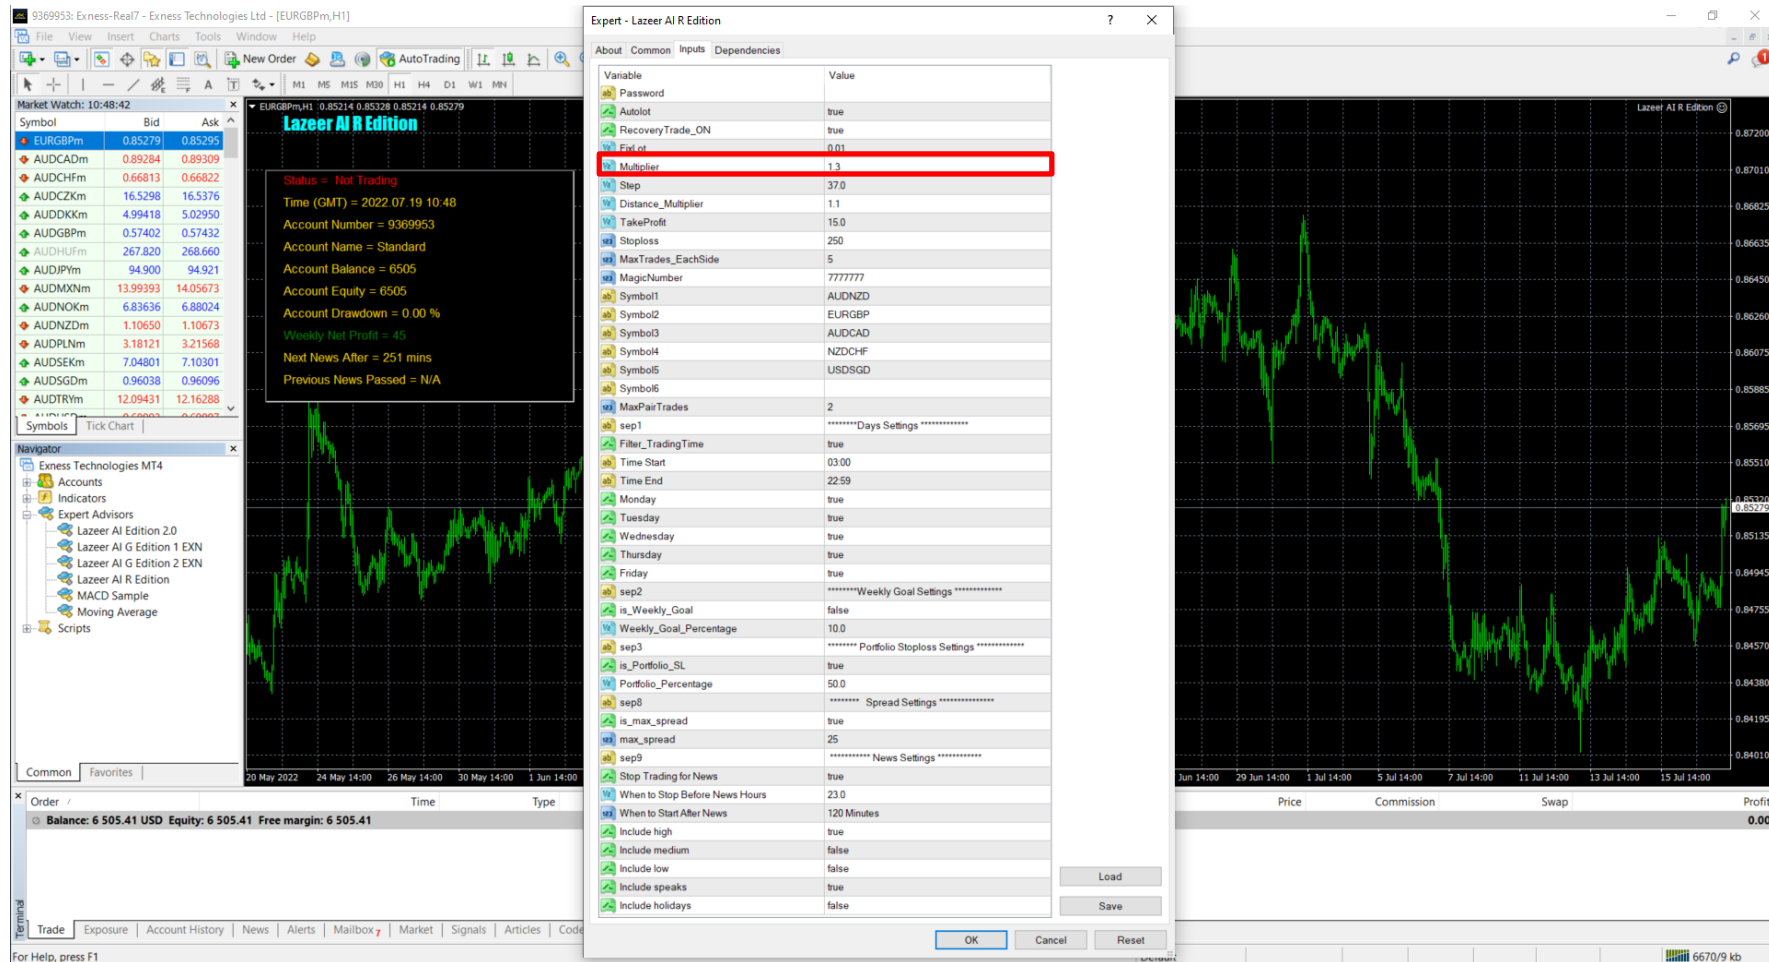 9369953: Exness-Real7 - Exness Technologies Ltd - [EURGBPm,H1]
File View Insert Charts Tools Window Help
New Order AutoTrading
A T M1 M5 M15 M30 H1 H4 D1 W1 MN
Market Watch: 10:48:42
Symbol Bid Ask
EURGBPm 0.85279 0.85295
AUDCADm 0.89284 0.89309
AUDCHFm 0.66813 0.66822
AUDCZKm 16.5298 16.5376
AUDDKKm 4.99418 5.02950
AUDGBPm 0.57402 0.57432
AUDHUFm 267.820 268.660
AUDJPYm 94.900 94.921
AUDMXNm 13.99393 14.05673
AUDNOKm 6.83636 6.88024
AUDNZDm 1.10650 1.10673
AUDPLNm 3.18121 3.21568
AUDSEKm 7.04801 7.10301
AUDSGDm 0.96038 0.96096
AUDTRYm 12.09431 12.16288
Symbols Tick Chart
Navigator
Exness Technologies MT4
Accounts
Indicators
Expert Advisors
Lazeer AI Edition 2.0
Lazeer AI G Edition 1 EXN
Lazeer AI G Edition 2 EXN
Lazeer AI R Edition
MACD Sample
Moving Average
Scripts
Common Favorites
EURGBPm,H1 0.85214 0.85328 0.85214 0.85279
Lazeer AI R Edition
Status = Not Trading
Time (GMT) = 2022.07.19 10:48
Account Number = 9369953
Account Name = Standard
Account Balance = 6505
Account Equity = 6505
Account Drawdown = 0.00 %
Weekly Net Profit = 45
Next News After = 251 mins
Previous News Passed = N/A
20 May 2022 24 May 14:00 26 May 14:00 30 May 14:00 1 Jun 14:00
Expert - Lazeer AI R Edition
? 
About Common Inputs Dependencies
Variable Value
Password
Autolot true
RecoveryTrade_ON true
FixLot 0.01
Multiplier 1.3
Step 37.0
Distance_Multiplier 1.1
TakeProfit 15.0
Stoploss 250
MaxTrades_EachSide 5
MagicNumber 7777777
Symbol1 AUDNZD
Symbol2 EURGBP
Symbol3 AUDCAD
Symbol4 NZDCHF
Symbol5 USDSGD
Symbol6
MaxPairTrades 2
sep1 ********Days Settings *************
Filter_TradingTime true
Time Start 03:00
Time End 22:59
Monday true
Tuesday true
Wednesday true
Thursday true
Friday true
sep2 ********Weekly Goal Settings *************
is_Weekly_Goal false
Weekly_Goal_Percentage 10.0
sep3 ******** Portfolio Stoploss Settings *************
is_Portfolio_SL true
Portfolio_Percentage 50.0
sep8 ******** Spread Settings ***************
is_max_spread true
max_spread 25
sep9 *********** News Settings ************
Stop Trading for News true
When to Stop Before News Hours 23.0
When to Start After News 120 Minutes
Include high true
Include medium false
Include low false
Include speaks true
Include holidays false
Load
Save
OK Cancel Reset
Lazeer AI R Edition
0.87200
0.87010
0.86825
0.86635
0.86450
0.86260
0.86075
0.85885
0.85695
0.85510
0.85320
0.85279
0.85135
0.84945
0.84755
0.84570
0.84380
0.84195
0.84010
Jun 14:00 29 Jun 14:00 1 Jul 14:00 5 Jul 14:00 7 Jul 14:00 11 Jul 14:00 13 Jul 14:00 15 Jul 14:00
Order / Time Type Price Commission Swap Profit
Balance: 6 505.41 USD Equity: 6 505.41 Free margin: 6 505.41 0.00
Terminal
Trade Exposure Account History News Alerts Mailbox 7 Market Signals Articles Code
For Help, press F1 6670/9 kb